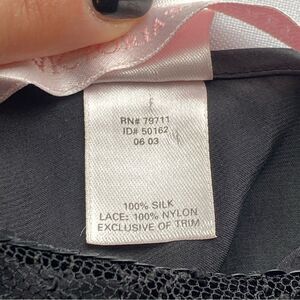 RN# 79711
ID# 50162
06 03
100% SILK
LACE: 100% NYLON
EXCLUSIVE OF TRIM